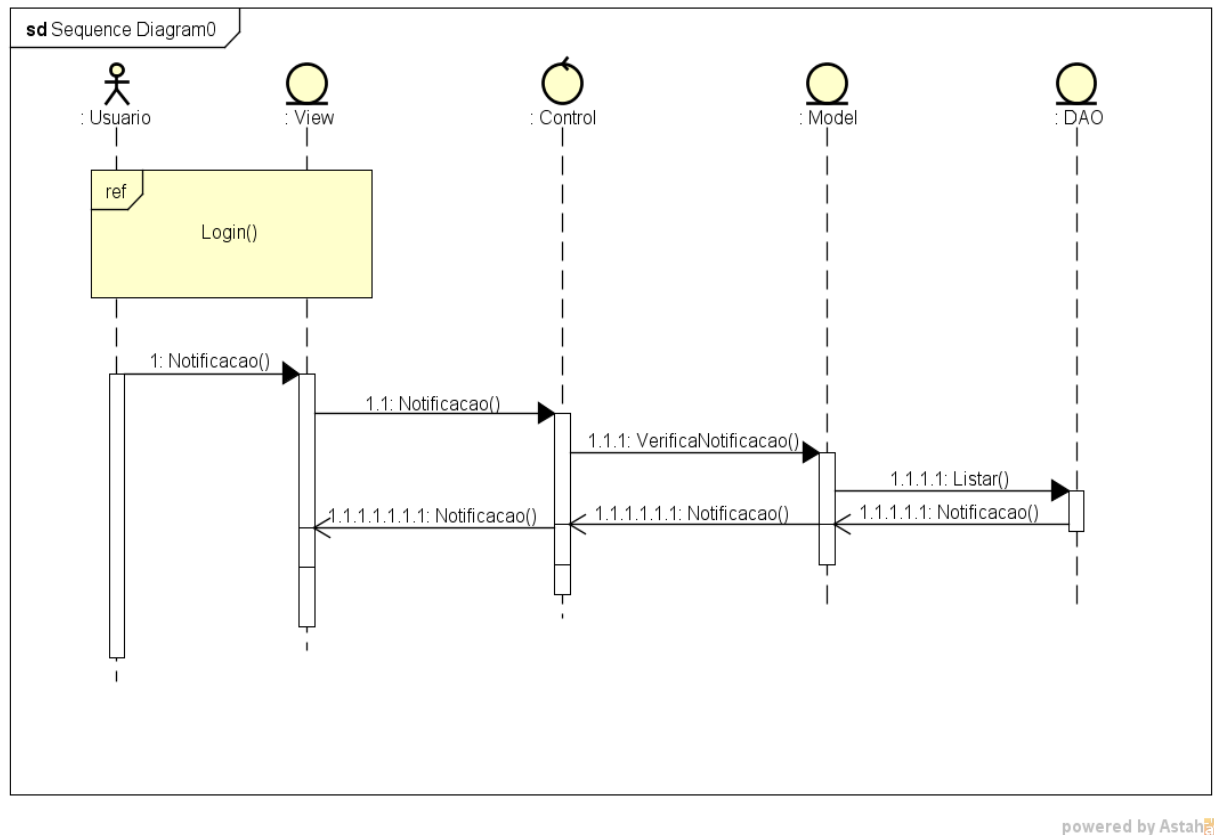 sd Sequence Diagram0
: Usuario
: View
: Control
: Model
: DAO
ref
Login()
1: Notificacao()
1.1: Notificacao()
1.1.1: VerificaNotificacao()
1.1.1.1: Listar()
1.1.1.1.1.1.1: Notificacao()
1.1.1.1.1.1: Notificacao()
1.1.1.1.1: Notificacao()
powered by Astah